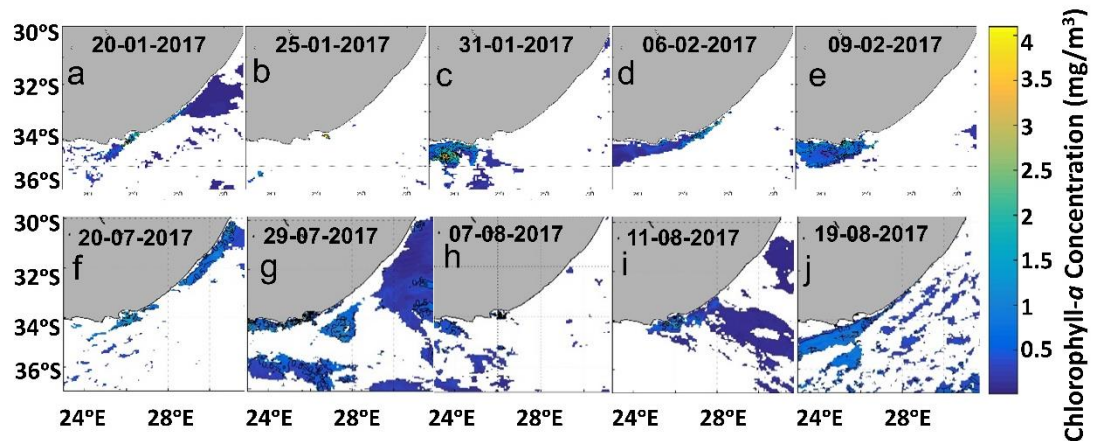 30°S
32°S
34°S
36°S
20-01-2017
a
25-01-2017
b
31-01-2017
c
06-02-2017
d
09-02-2017
e
30°S
32°S
34°S
36°S
20-07-2017
f
29-07-2017
g
07-08-2017
h
11-08-2017
i
19-08-2017
j
24°E 28°E 24°E 28°E 24°E 28°E 24°E 28°E 24°E 28°E
4
3.5
3
2.5
2
1.5
1
0.5
Chlorophyll-a Concentration (mg/m³)